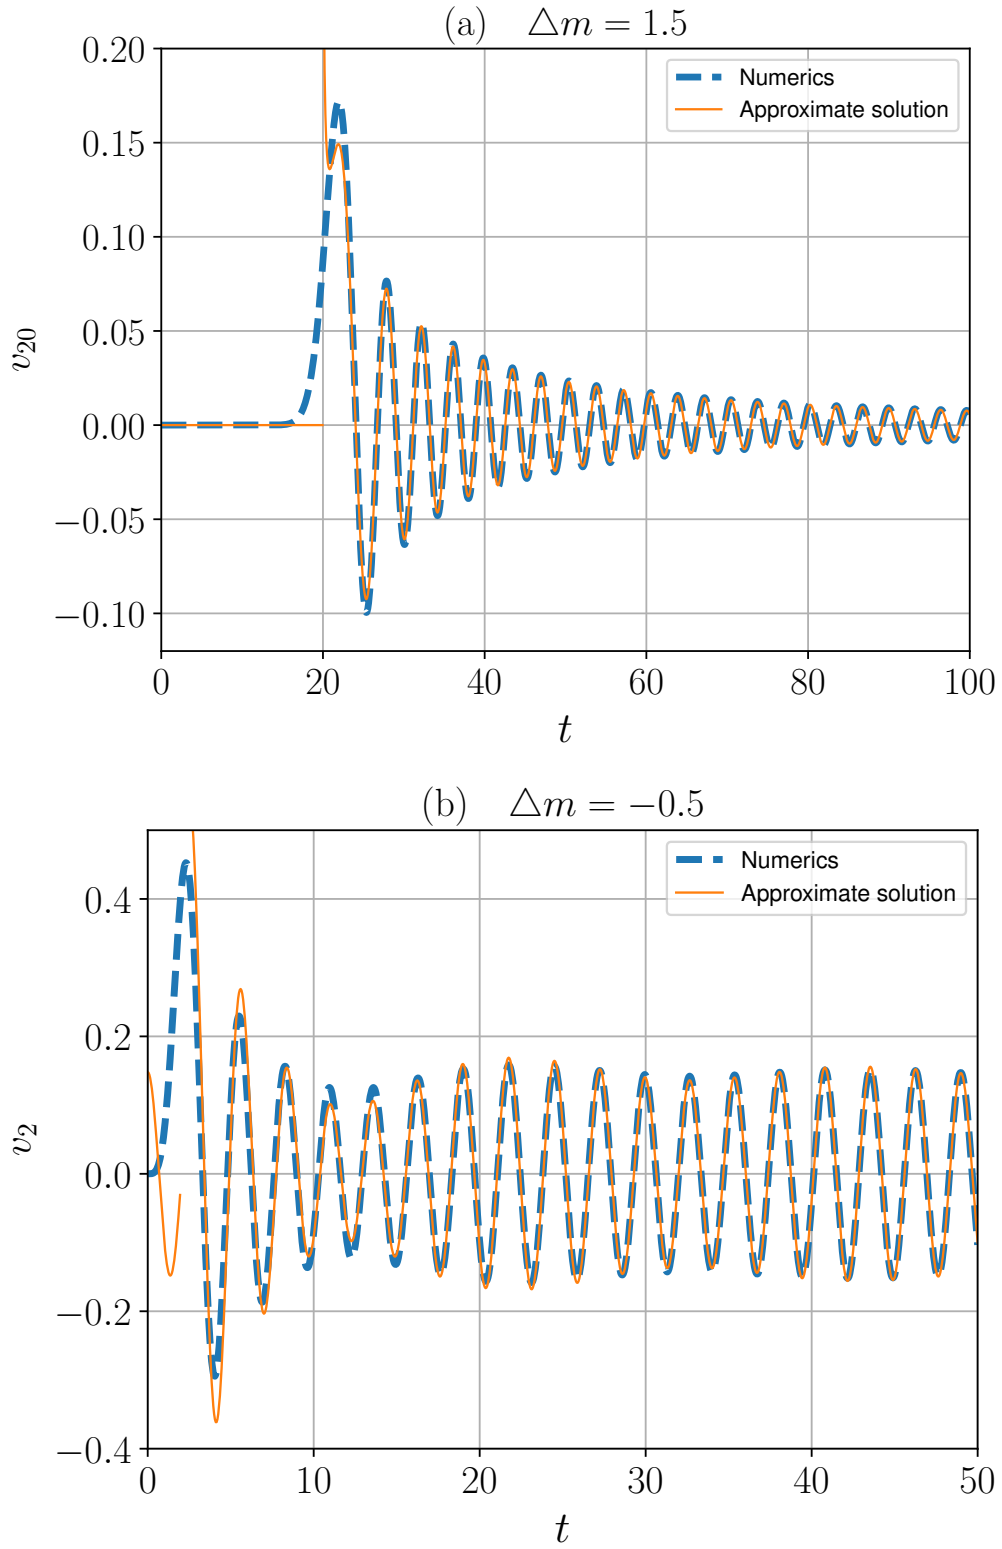 (a) △m = 1.5
0.20
0.15
0.10
0.05
0.00
−0.05
−0.10
v₂₀
Numerics
Approximate solution
0 20 40 60 80 100
t
(b) △m = −0.5
0.4
0.2
0.0
−0.2
−0.4
v₂
Numerics
Approximate solution
0 10 20 30 40 50
t